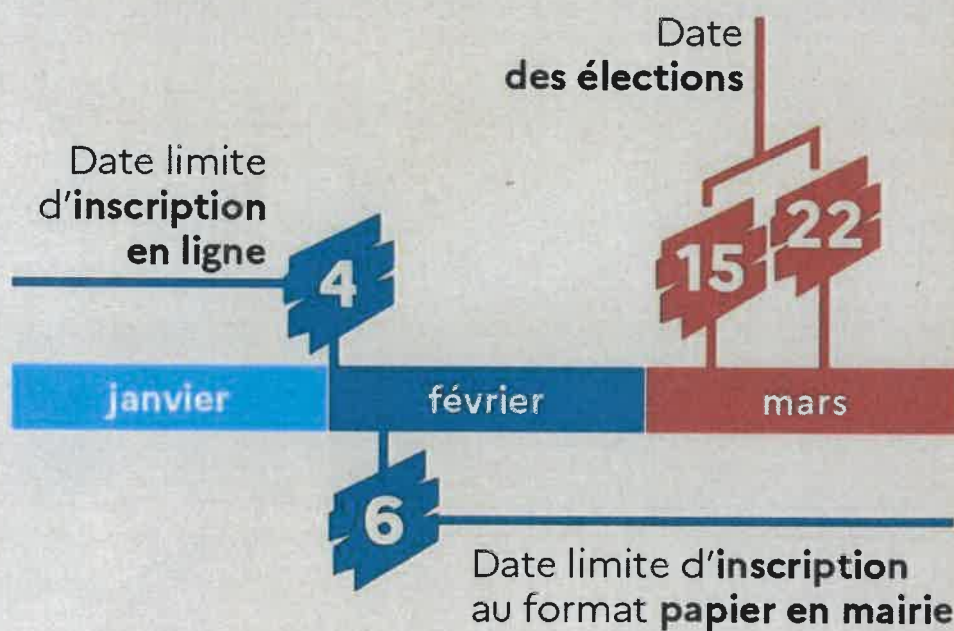 Date
des élections
Date limite
d'inscription
en ligne
4
15
22
janvier
février
mars
6
Date limite d'inscription
au format papier en mairie